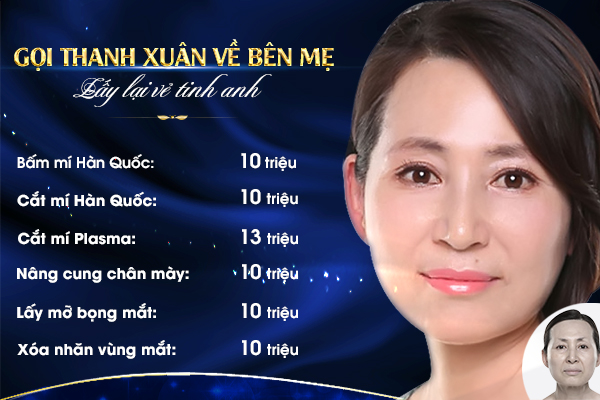 GỌI THANH XUÂN VỀ BÊN MẸ
Lấy lại vẻ tinh anh
Bấm mí Hàn Quốc: 10 triệu
Cắt mí Hàn Quốc: 10 triệu
Cắt mí Plasma: 13 triệu
Nâng cung chân mày: 10 triệu
Lấy mỡ bọng mắt: 10 triệu
Xóa nhăn vùng mắt: 10 triệu